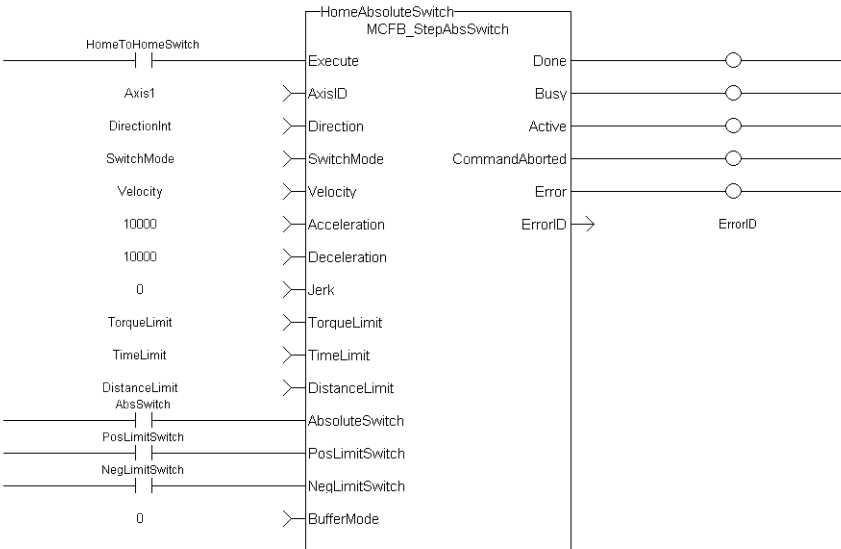 HomeAbsoluteSwitch
MCFB_StepAbsSwitch
HomeToHomeSwitch
Execute Done
Axis1 AxisID Busy
DirectionInt Direction Active
SwitchMode SwitchMode CommandAborted
Velocity Velocity Error
10000 Acceleration ErrorID ErrorID
10000 Deceleration
0 Jerk
TorqueLimit TorqueLimit
TimeLimit TimeLimit
DistanceLimit DistanceLimit
AbsSwitch
AbsoluteSwitch
PosLimitSwitch
PosLimitSwitch
NegLimitSwitch
NegLimitSwitch
0 BufferMode